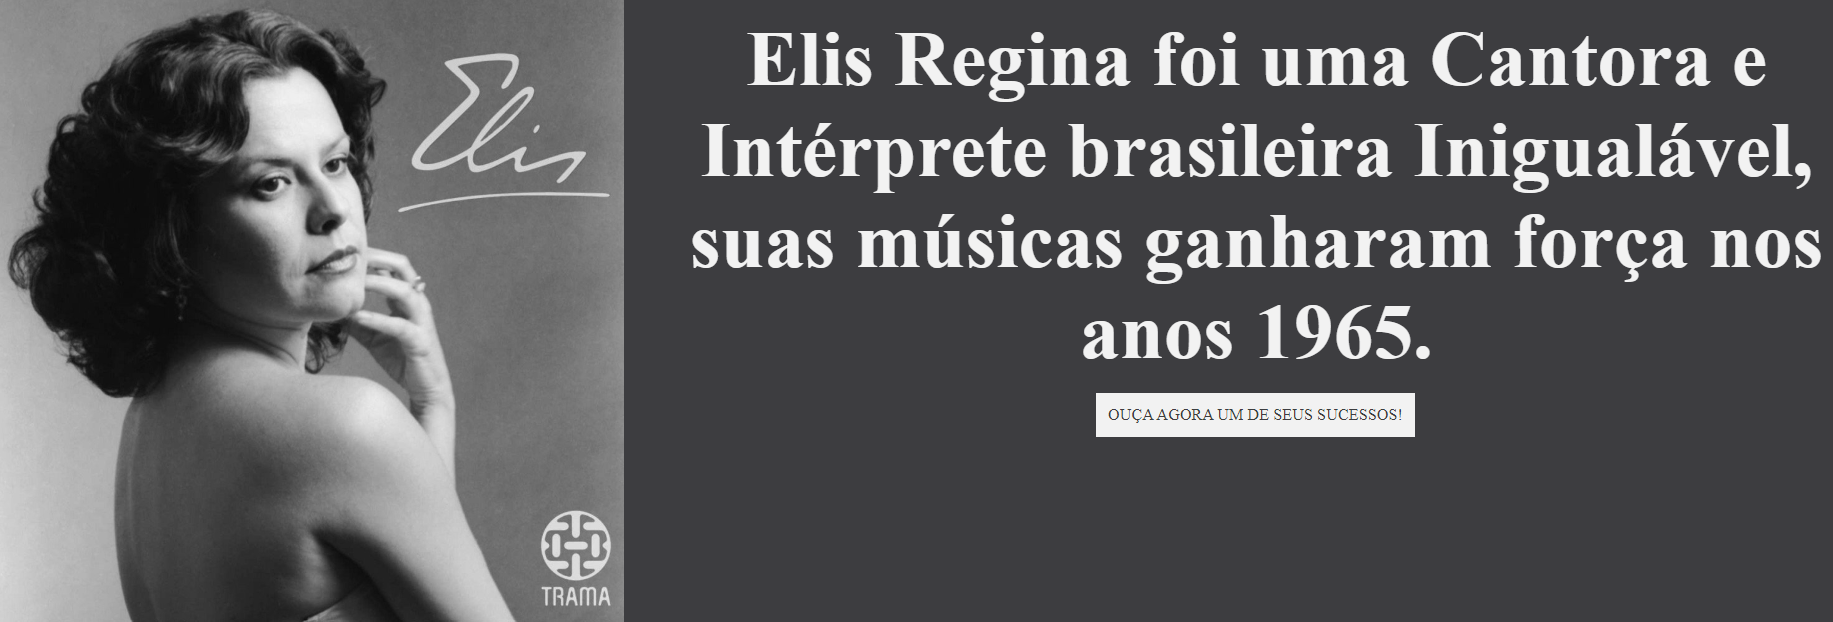 Elis
TRAMA
Elis Regina foi uma Cantora e
Intérprete brasileira Inigualável,
suas músicas ganharam força nos
anos 1965.
OUÇA AGORA UM DE SEUS SUCESSOS!